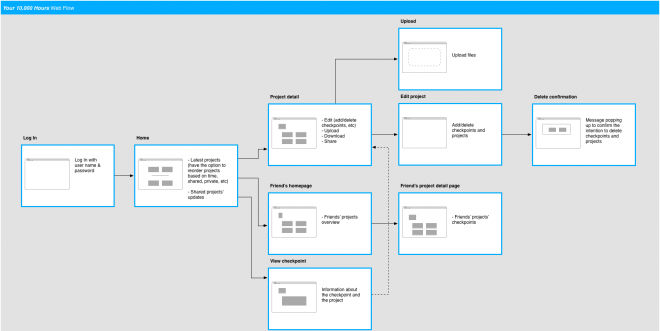 Your 10,000 Hours Web Flow
Upload
Upload files
Project detail
- Edit (add/delete
checkpoints, etc)
- Upload
- Download
- Share
Edit project
Add/delete
checkpoints and
projects
Delete confirmation
Message popping
up to confirm the
intention to delete
checkpoints and
projects
Log In
Log In with
user name &
password
Home
- Latest projects
(have the option to
reorder projects
based on time,
shared, private, etc)
- Shared projects'
updates
Friend's homepage
- Friends' projects
overview
Friend's project detail page
- Friends' projects'
checkpoints
View checkpoint
Information about
the checkpoint and
the project